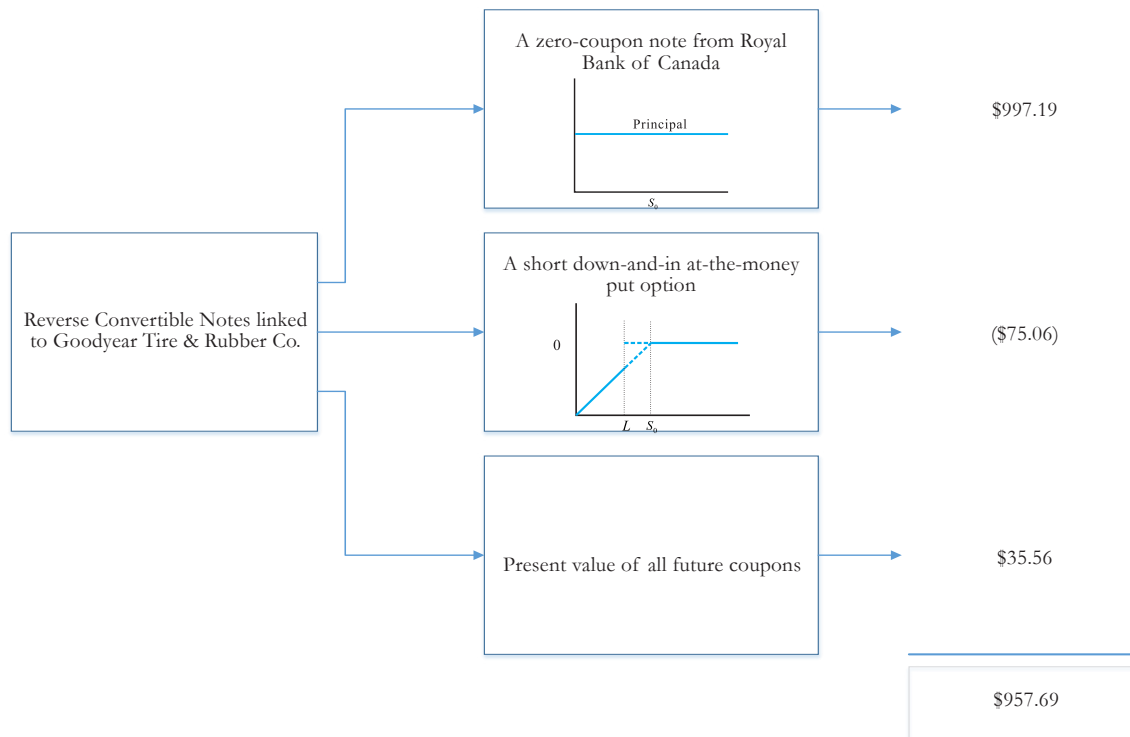 A zero-coupon note from Royal
Bank of Canada
Principal
S₀
$997.19
Reverse Convertible Notes linked
to Goodyear Tire & Rubber Co.
A short down-and-in at-the-money
put option
0
L S₀
($75.06)
Present value of all future coupons
$35.56
$957.69